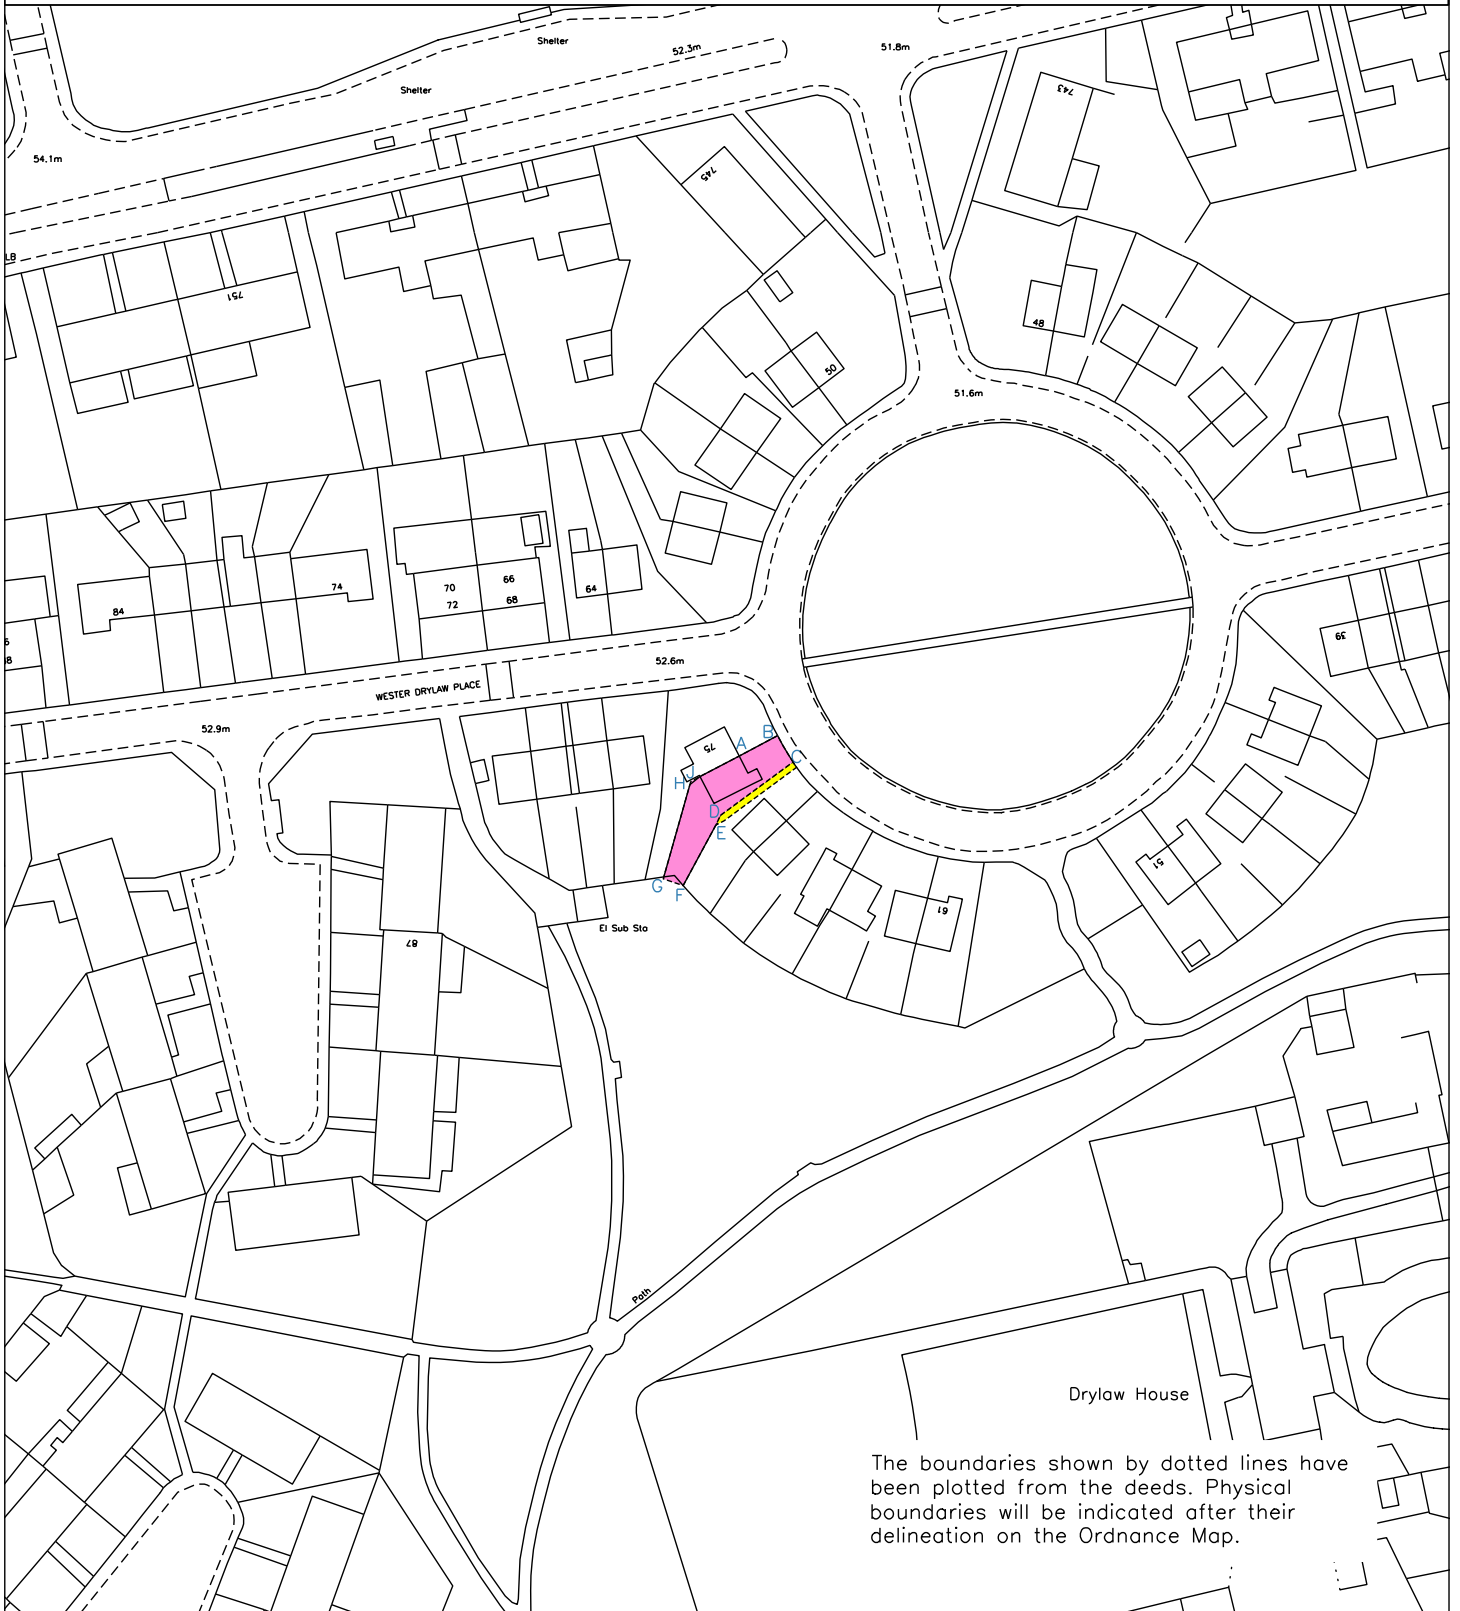 Shelter
52.3m
51.8m
Shelter
54.1m
743
745
LB
751
48
50
51.6m
84
74
70
66
72
68
64
39
52.6m
WESTER DRYLAW PLACE
52.9m
75
A
B
C
H
J
D
E
G
F
51
61
El Sub Sta
87
Path
Drylaw House
The boundaries shown by dotted lines have
been plotted from the deeds. Physical
boundaries will be indicated after their
delineation on the Ordnance Map.